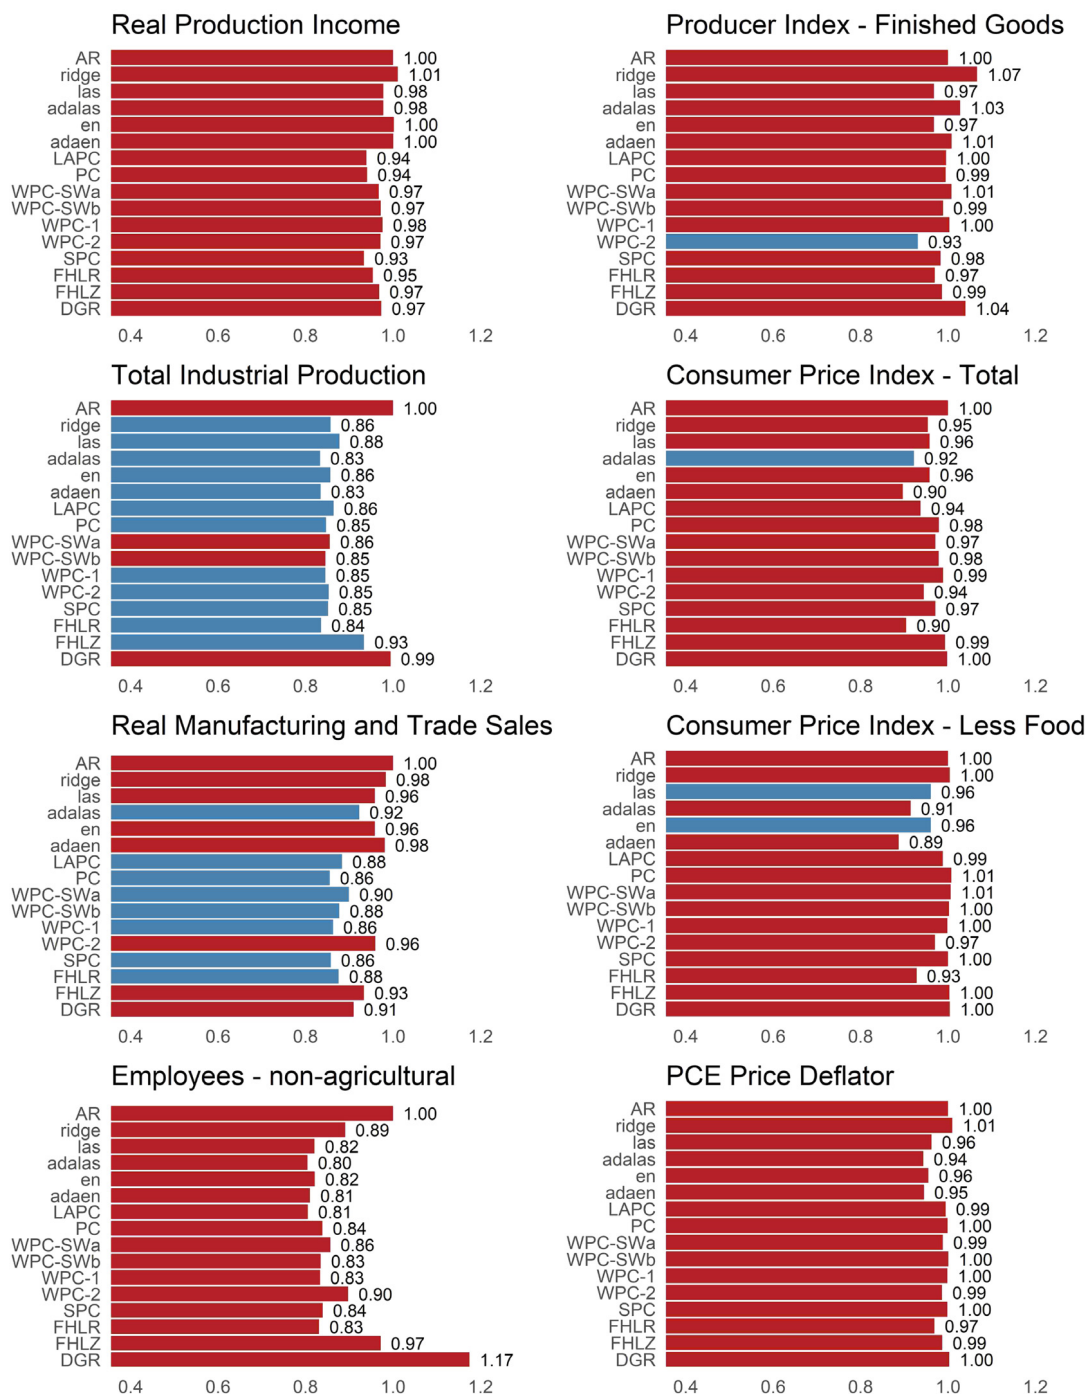 Real Production Income
AR 1.00
ridge 1.01
las 0.98
adalas 0.98
en 1.00
adaen 1.00
LAPC 0.94
PC 0.94
WPC-SWa 0.97
WPC-SWb 0.97
WPC-1 0.98
WPC-2 0.97
SPC 0.93
FHLR 0.95
FHLZ 0.97
DGR 0.97
0.4 0.6 0.8 1.0 1.2
Producer Index - Finished Goods
AR 1.00
ridge 1.07
las 0.97
adalas 1.03
en 0.97
adaen 1.01
LAPC 1.00
PC 0.99
WPC-SWa 1.01
WPC-SWb 0.99
WPC-1 1.00
WPC-2 0.93
SPC 0.98
FHLR 0.97
FHLZ 0.99
DGR 1.04
0.4 0.6 0.8 1.0 1.2
Total Industrial Production
AR 1.00
ridge 0.86
las 0.88
adalas 0.83
en 0.86
adaen 0.83
LAPC 0.86
PC 0.85
WPC-SWa 0.86
WPC-SWb 0.85
WPC-1 0.85
WPC-2 0.85
SPC 0.85
FHLR 0.84
FHLZ 0.93
DGR 0.99
0.4 0.6 0.8 1.0 1.2
Consumer Price Index - Total
AR 1.00
ridge 0.95
las 0.96
adalas 0.92
en 0.96
adaen 0.90
LAPC 0.94
PC 0.98
WPC-SWa 0.97
WPC-SWb 0.98
WPC-1 0.99
WPC-2 0.94
SPC 0.97
FHLR 0.90
FHLZ 0.99
DGR 1.00
0.4 0.6 0.8 1.0 1.2
Real Manufacturing and Trade Sales
AR 1.00
ridge 0.98
las 0.96
adalas 0.92
en 0.96
adaen 0.98
LAPC 0.88
PC 0.86
WPC-SWa 0.90
WPC-SWb 0.88
WPC-1 0.86
WPC-2 0.96
SPC 0.86
FHLR 0.88
FHLZ 0.93
DGR 0.91
0.4 0.6 0.8 1.0 1.2
Consumer Price Index - Less Food
AR 1.00
ridge 1.00
las 0.96
adalas 0.91
en 0.96
adaen 0.89
LAPC 0.99
PC 1.01
WPC-SWa 1.01
WPC-SWb 1.00
WPC-1 1.00
WPC-2 0.97
SPC 1.00
FHLR 0.93
FHLZ 1.00
DGR 1.00
0.4 0.6 0.8 1.0 1.2
Employees - non-agricultural
AR 1.00
ridge 0.89
las 0.82
adalas 0.80
en 0.82
adaen 0.81
LAPC 0.81
PC 0.84
WPC-SWa 0.86
WPC-SWb 0.83
WPC-1 0.83
WPC-2 0.90
SPC 0.84
FHLR 0.83
FHLZ 0.97
DGR 1.17
0.4 0.6 0.8 1.0 1.2
PCE Price Deflator
AR 1.00
ridge 1.01
las 0.96
adalas 0.94
en 0.96
adaen 0.95
LAPC 0.99
PC 1.00
WPC-SWa 0.99
WPC-SWb 1.00
WPC-1 1.00
WPC-2 0.99
SPC 1.00
FHLR 0.97
FHLZ 0.99
DGR 1.00
0.4 0.6 0.8 1.0 1.2